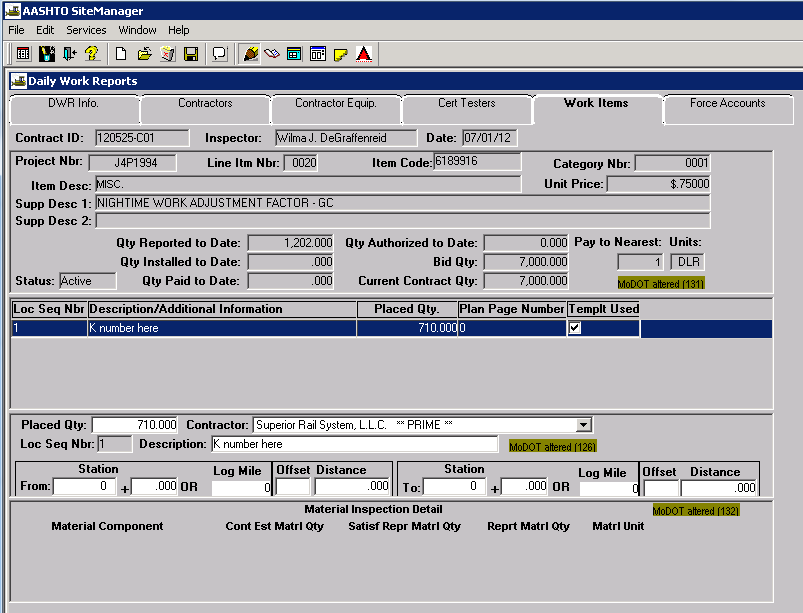 AASHTO SiteManager
File Edit Services Window Help
Daily Work Reports
DWR Info. Contractors Contractor Equip. Cert Testers Work Items Force Accounts
Contract ID: 120525-C01 Inspector: Wilma J. DeGraffenreid Date: 07/01/12
Project Nbr: J4P1994 Line Itm Nbr: 0020 Item Code: 6189916 Category Nbr: 0001
Item Desc: MISC. Unit Price: $.75000
Supp Desc 1: NIGHTIME WORK ADJUSTMENT FACTOR - GC
Supp Desc 2:
Qty Reported to Date: 1,202.000 Qty Authorized to Date: 0.000 Pay to Nearest: Units:
Qty Installed to Date: .000 Bid Qty: 7,000.000 1 DLR
Status: Active Qty Paid to Date: .000 Current Contract Qty: 7,000.000 MoDOT altered (131)
Loc Seq Nbr Description/Additional Information Placed Qty. Plan Page Number Templt Used
1 K number here 710.000 0
Placed Qty: 710.000 Contractor: Superior Rail System, L.L.C. ** PRIME **
Loc Seq Nbr: 1 Description: K number here MoDOT altered (126)
Station Log Mile Offset Distance Station Log Mile Offset Distance
From: 0 + .000 OR 0 .000 To: 0 + .000 OR 0 .000
Material Inspection Detail MoDOT altered (132)
Material Component Cont Est Matrl Qty Satisf Repr Matrl Qty Reprt Matrl Qty Matrl Unit